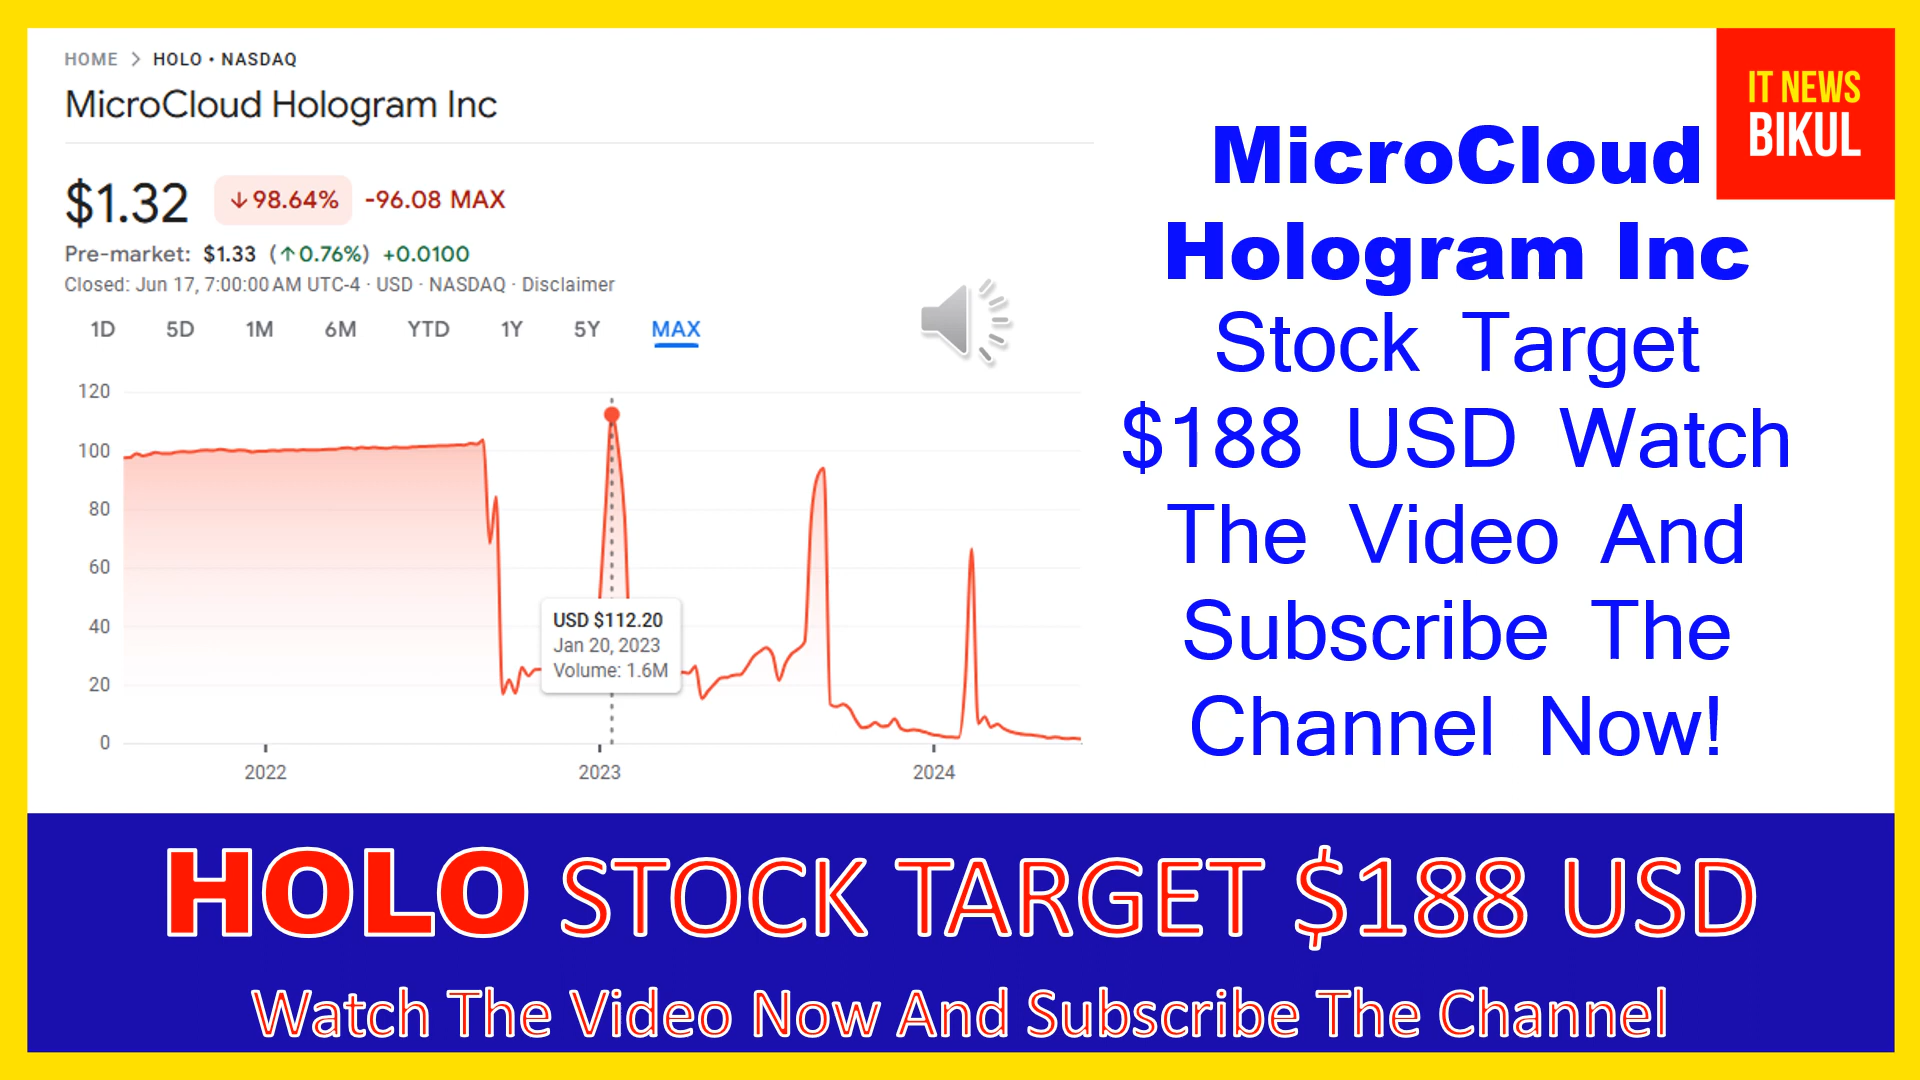 HOME > HOLO • NASDAQ
MicroCloud Hologram Inc
$1.32 ↓98.64% -96.08 MAX
Pre-market: $1.33 (↑0.76%) +0.0100
Closed: Jun 17, 7:00:00 AM UTC-4 · USD · NASDAQ · Disclaimer
1D 5D 1M 6M YTD 1Y 5Y MAX
120
100
80
60
40
20
0
USD $112.20
Jan 20, 2023
Volume: 1.6M
2022 2023 2024
IT NEWS
BIKUL
MicroCloud
Hologram Inc
Stock Target
$188 USD Watch
The Video And
Subscribe The
Channel Now!
HOLO STOCK TARGET $188 USD
Watch The Video Now And Subscribe The Channel